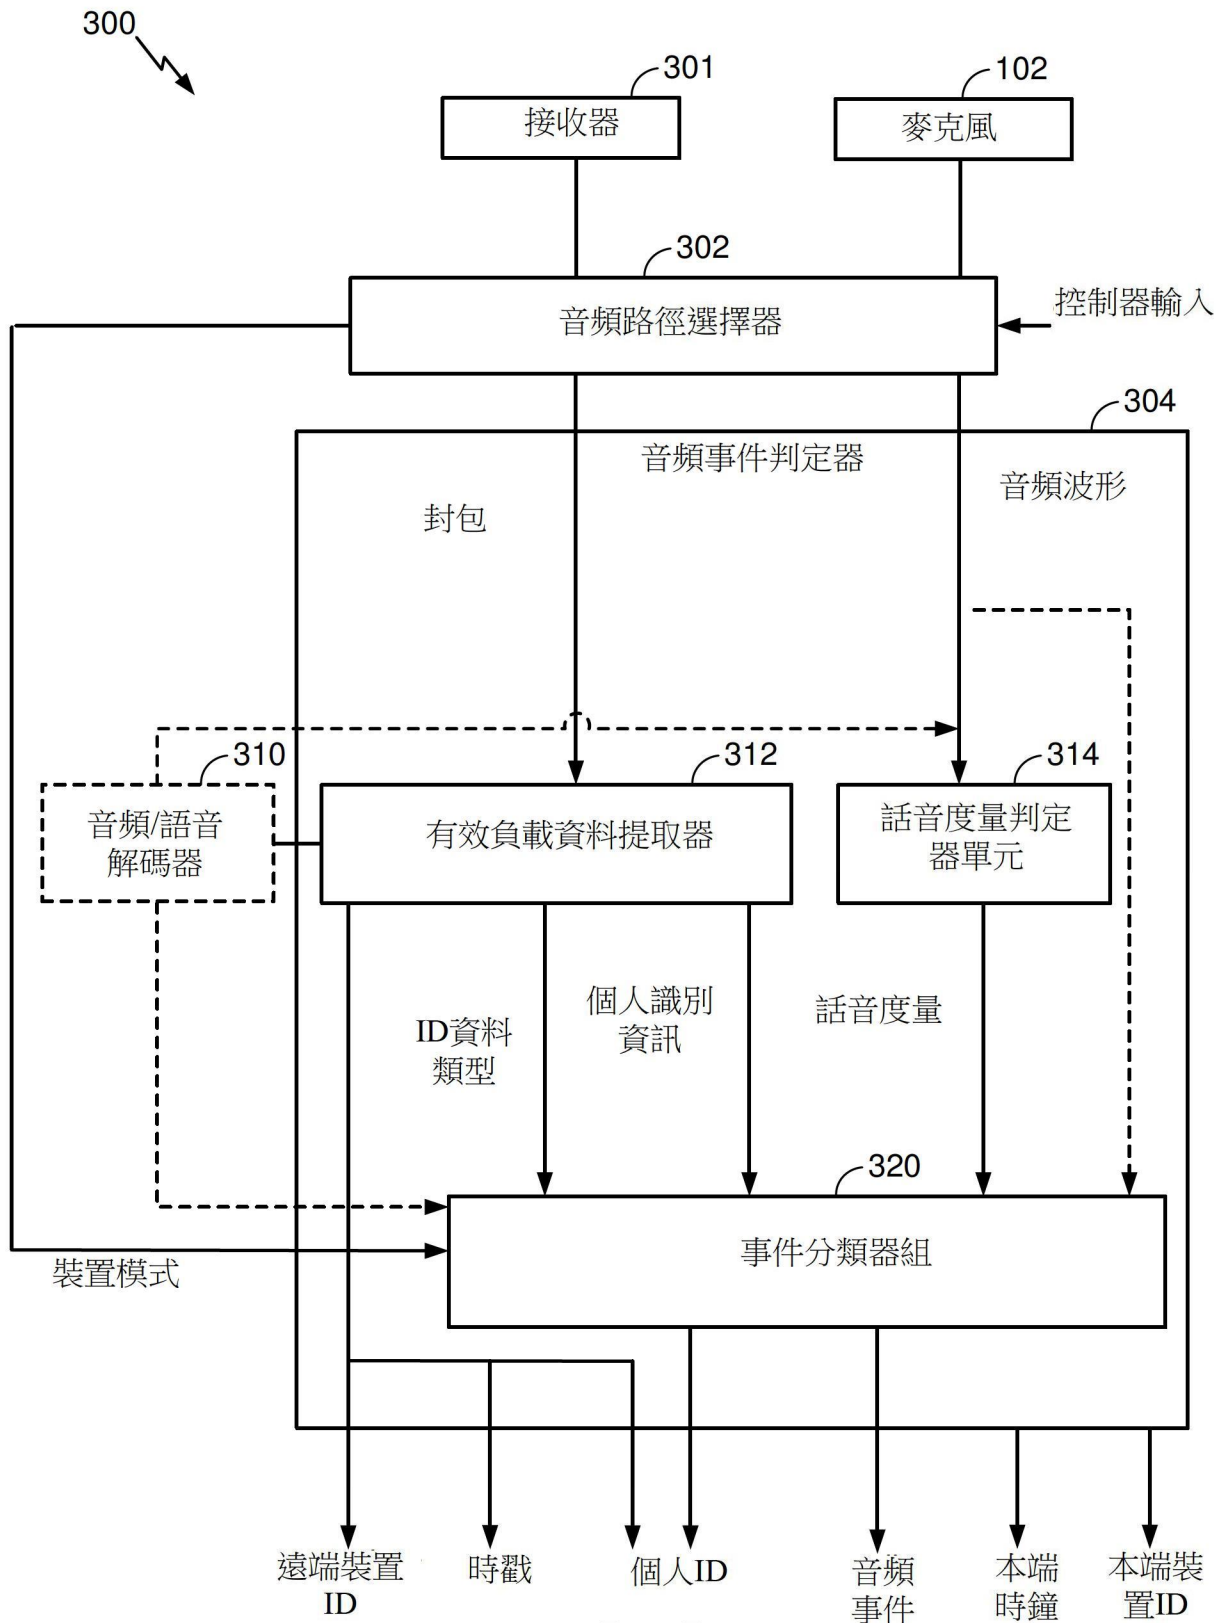 300
301
102
接收器
麥克風
302
音頻路徑選擇器
控制器輸入
304
音頻事件判定器
音頻波形
封包
310
312
314
音頻/語音
解碼器
有效負載資料提取器
話音度量判定
器單元
ID資料
類型
個人識別
資訊
話音度量
320
事件分類器組
裝置模式
遠端裝置
ID
時戳
個人ID
音頻
事件
本端
時鐘
本端裝
置ID